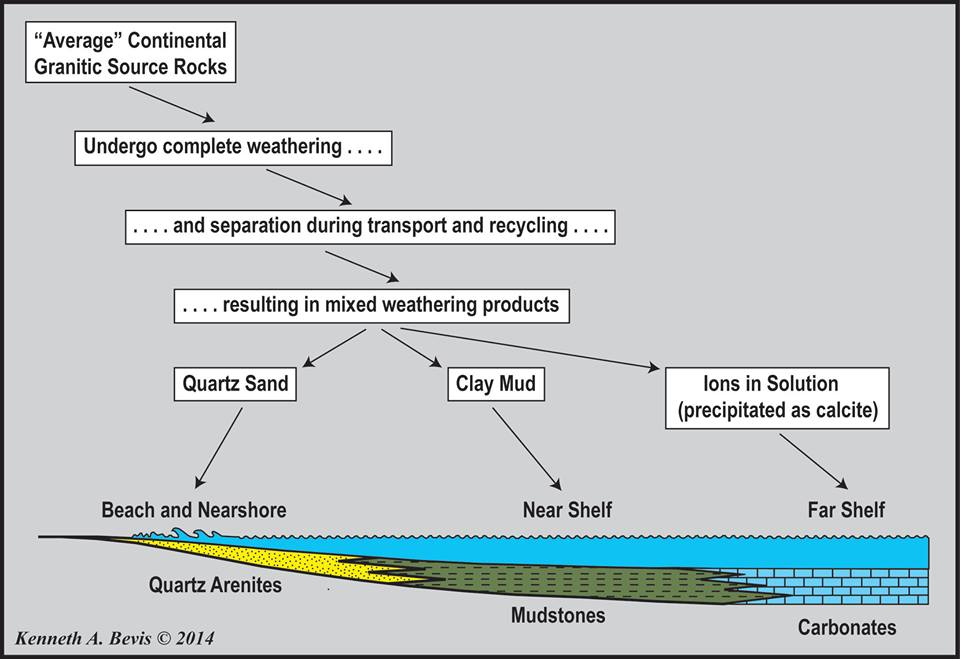 “Average” Continental
Granitic Source Rocks
Undergo complete weathering . . . .
. . . . and separation during transport and recycling . . . .
. . . . resulting in mixed weathering products
Quartz Sand
Clay Mud
Ions in Solution
(precipitated as calcite)
Beach and Nearshore
Near Shelf
Far Shelf
Quartz Arenites
Mudstones
Carbonates
Kenneth A. Bevis © 2014